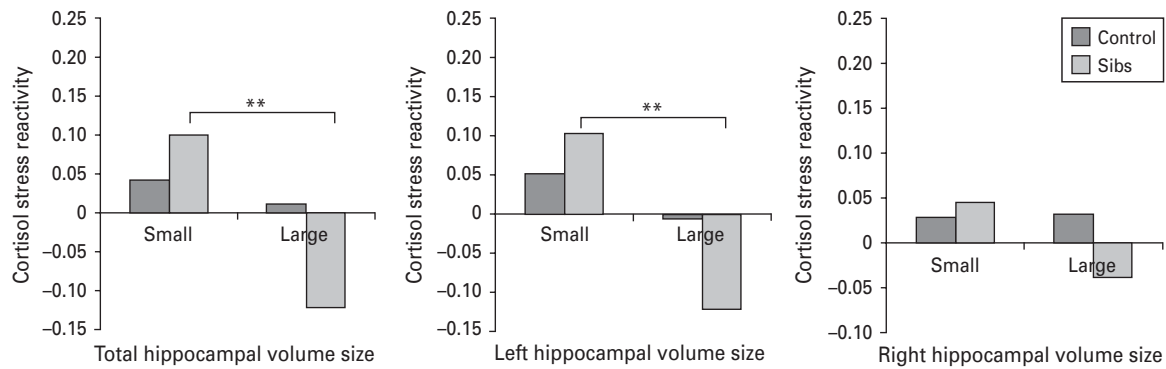 0.25
0.20
0.15
0.10
0.05
0
−0.05
−0.10
−0.15
Cortisol stress reactivity
**
Small
Large
Total hippocampal volume size
0.25
0.20
0.15
0.10
0.05
0
−0.05
−0.10
−0.15
Cortisol stress reactivity
**
Small
Large
Left hippocampal volume size
0.25
0.20
0.15
0.10
0.05
0
−0.05
−0.10
Cortisol stress reactivity
Small
Large
Right hippocampal volume size
Control
Sibs